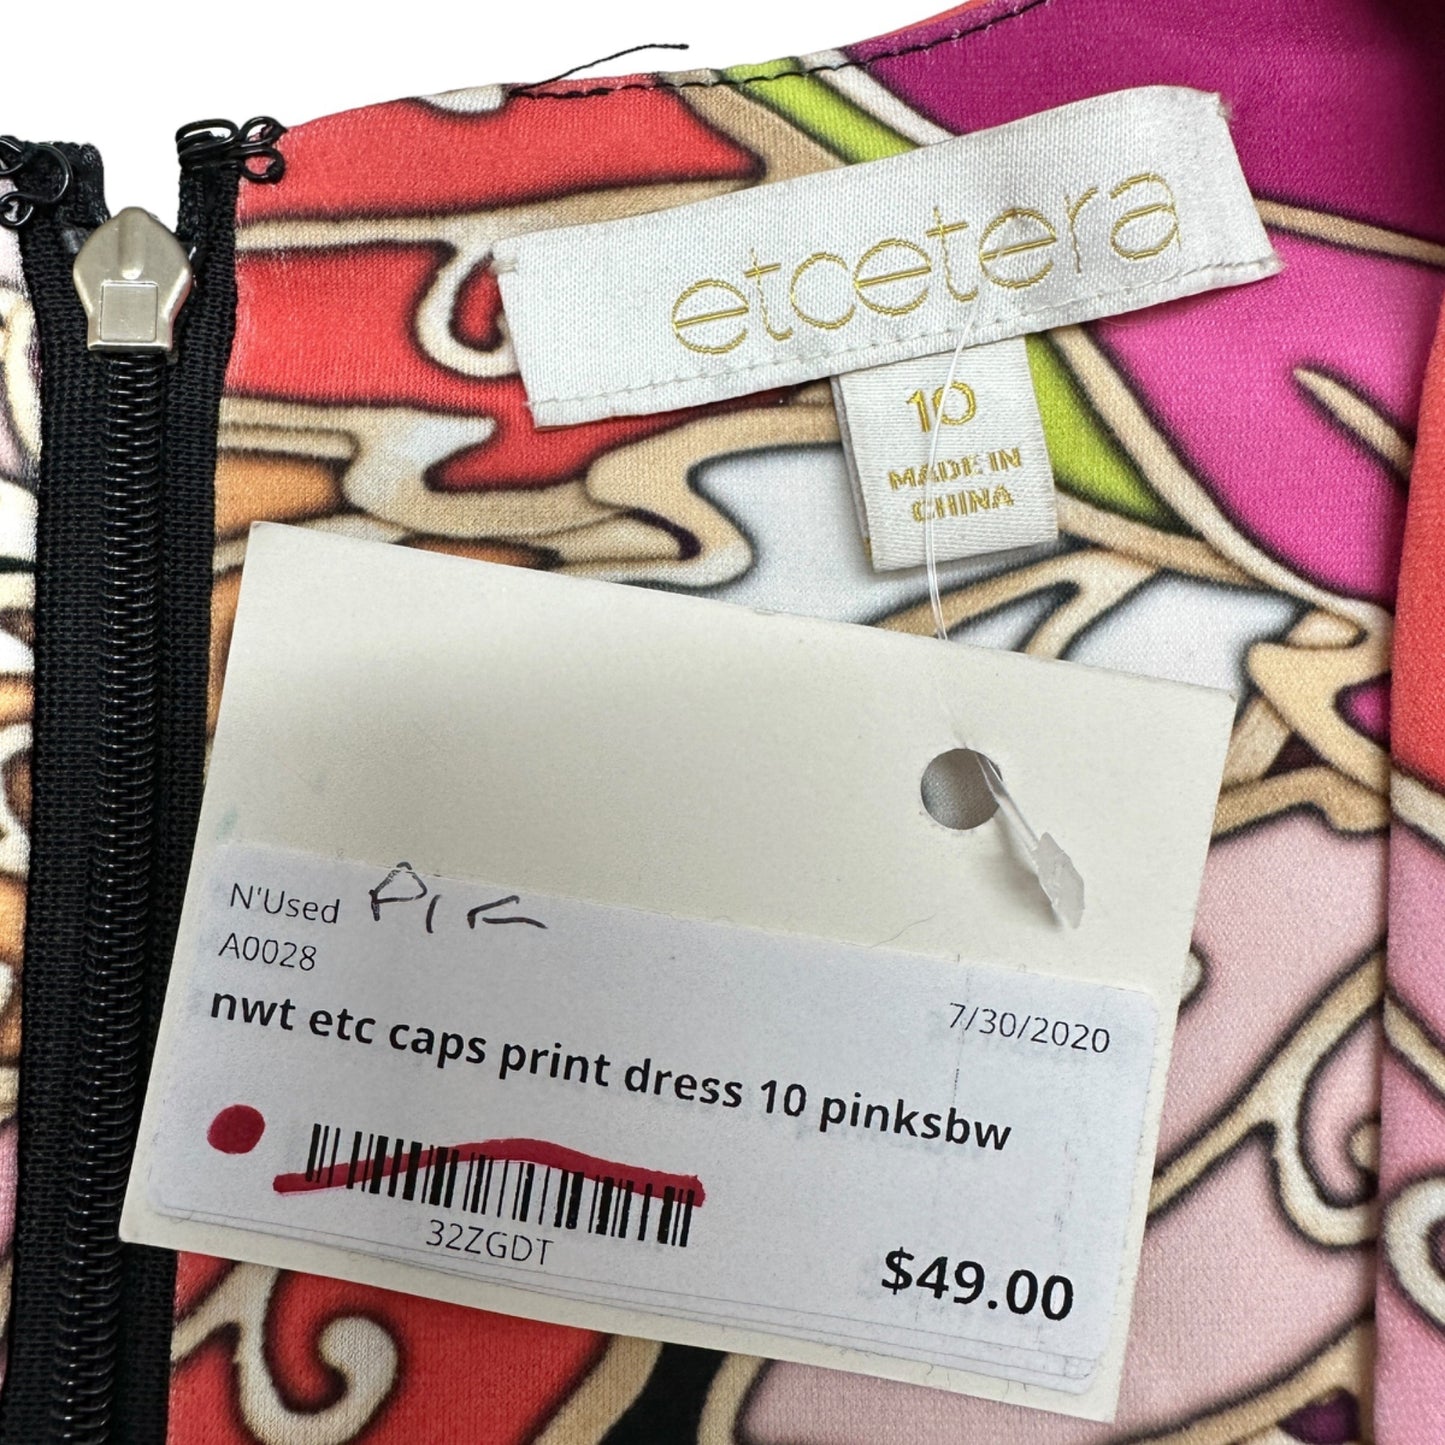 etcetera
10
MADE IN
CHINA
N'Used
A0028
7/30/2020
nwt etc caps print dress 10 pinksbw
32ZGDT
$49.00